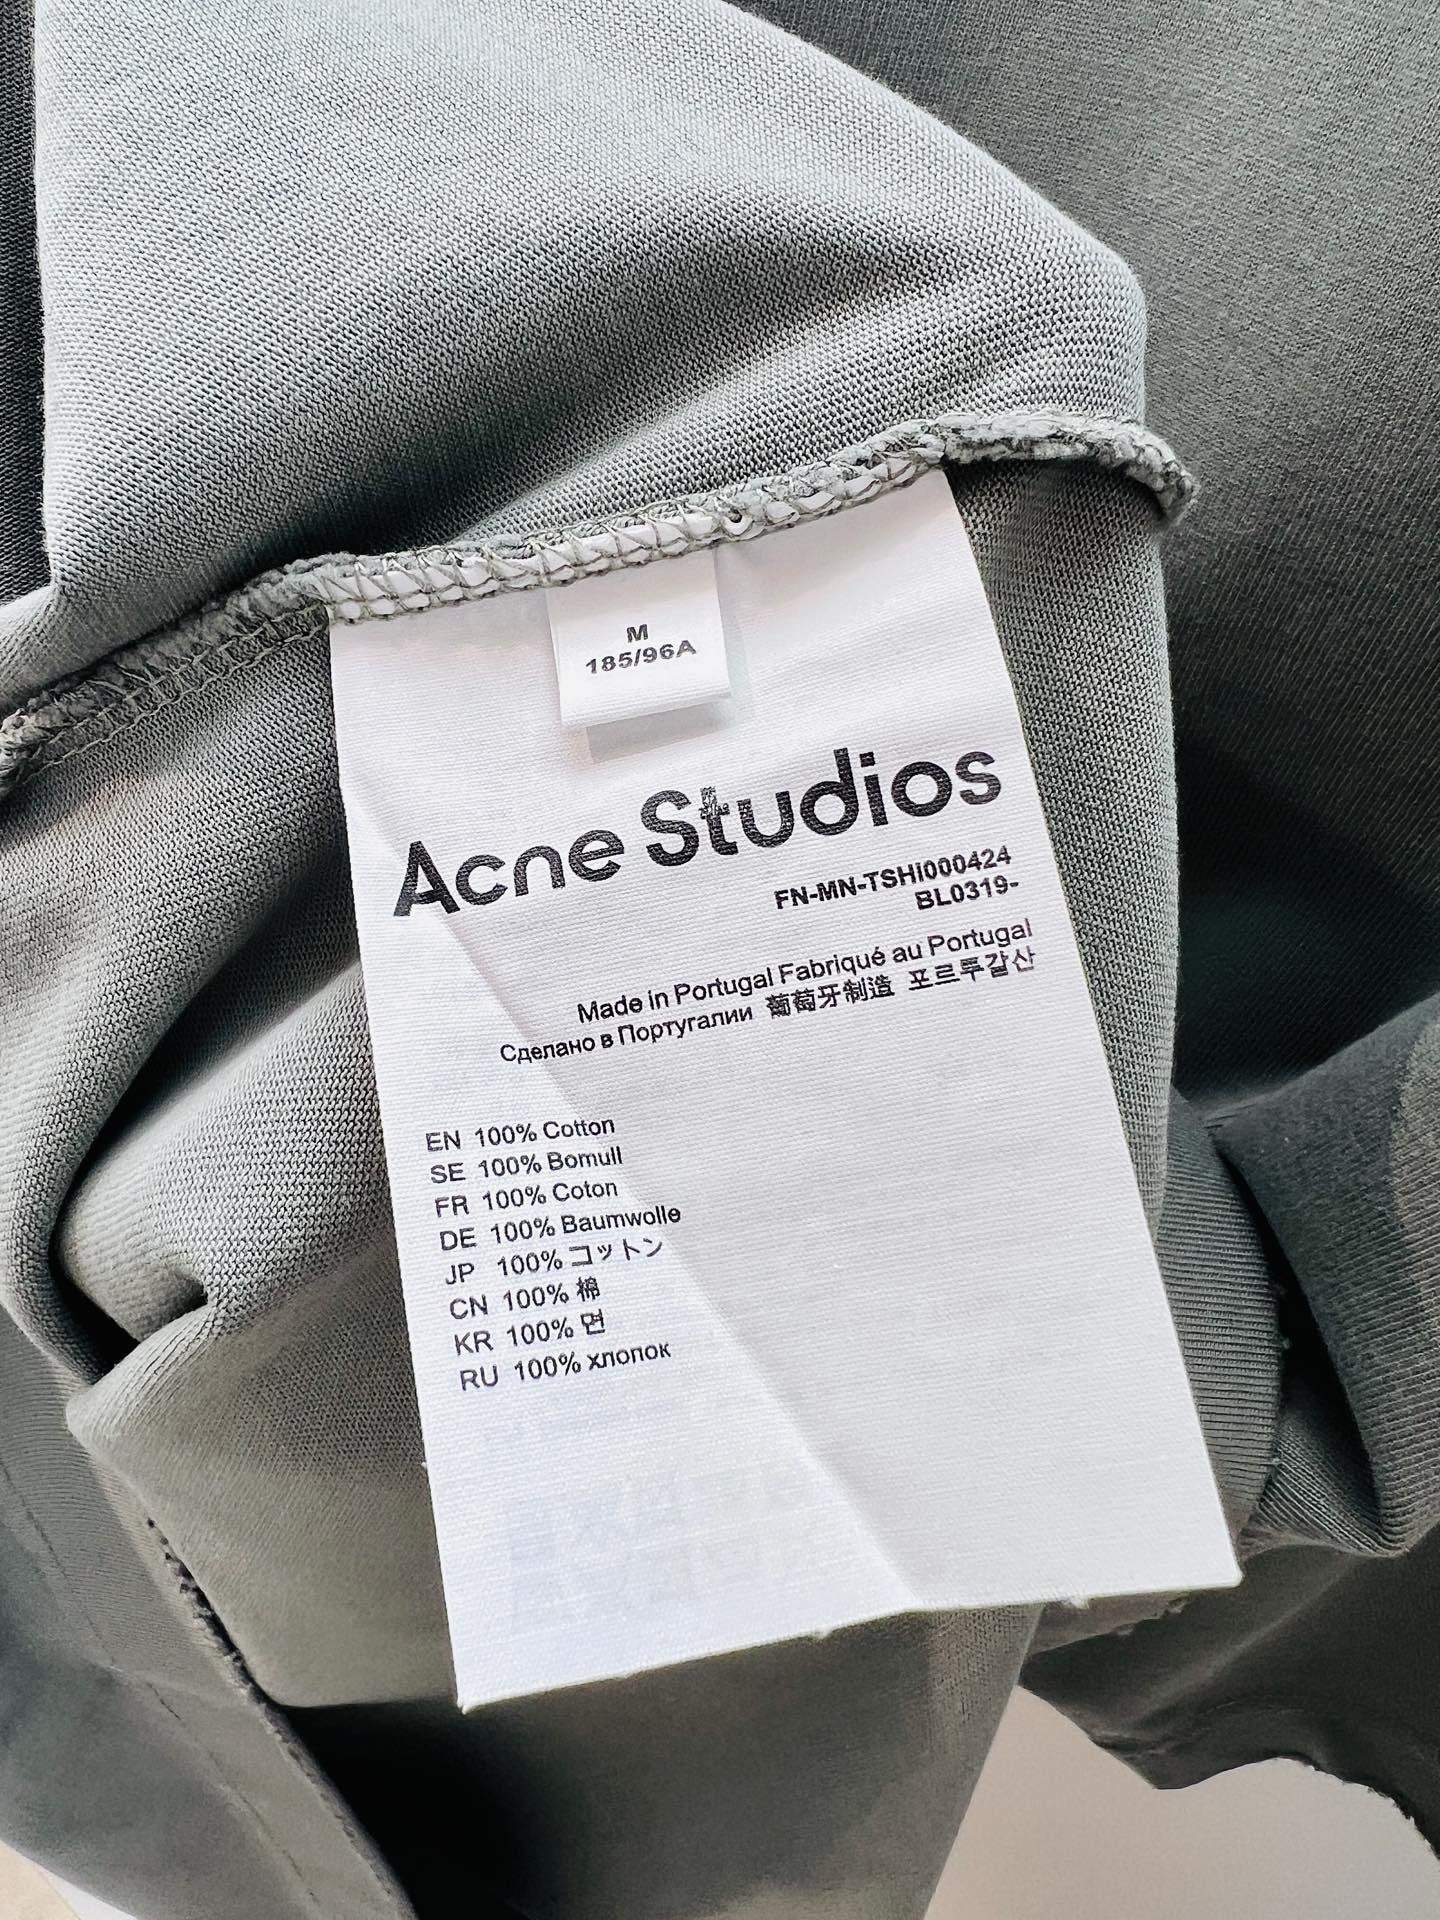 M
185/96A
Acne Studios
FN-MN-TSHi000424
BL0319-
Made in Portugal Fabriqué au Portugal
Сделано в Португалии 葡萄牙制造 포르투갈산
EN 100% Cotton
SE 100% Bomull
FR 100% Coton
DE 100% Baumwolle
JP 100% コットン
CN 100% 棉
KR 100% 면
RU 100% хлопок